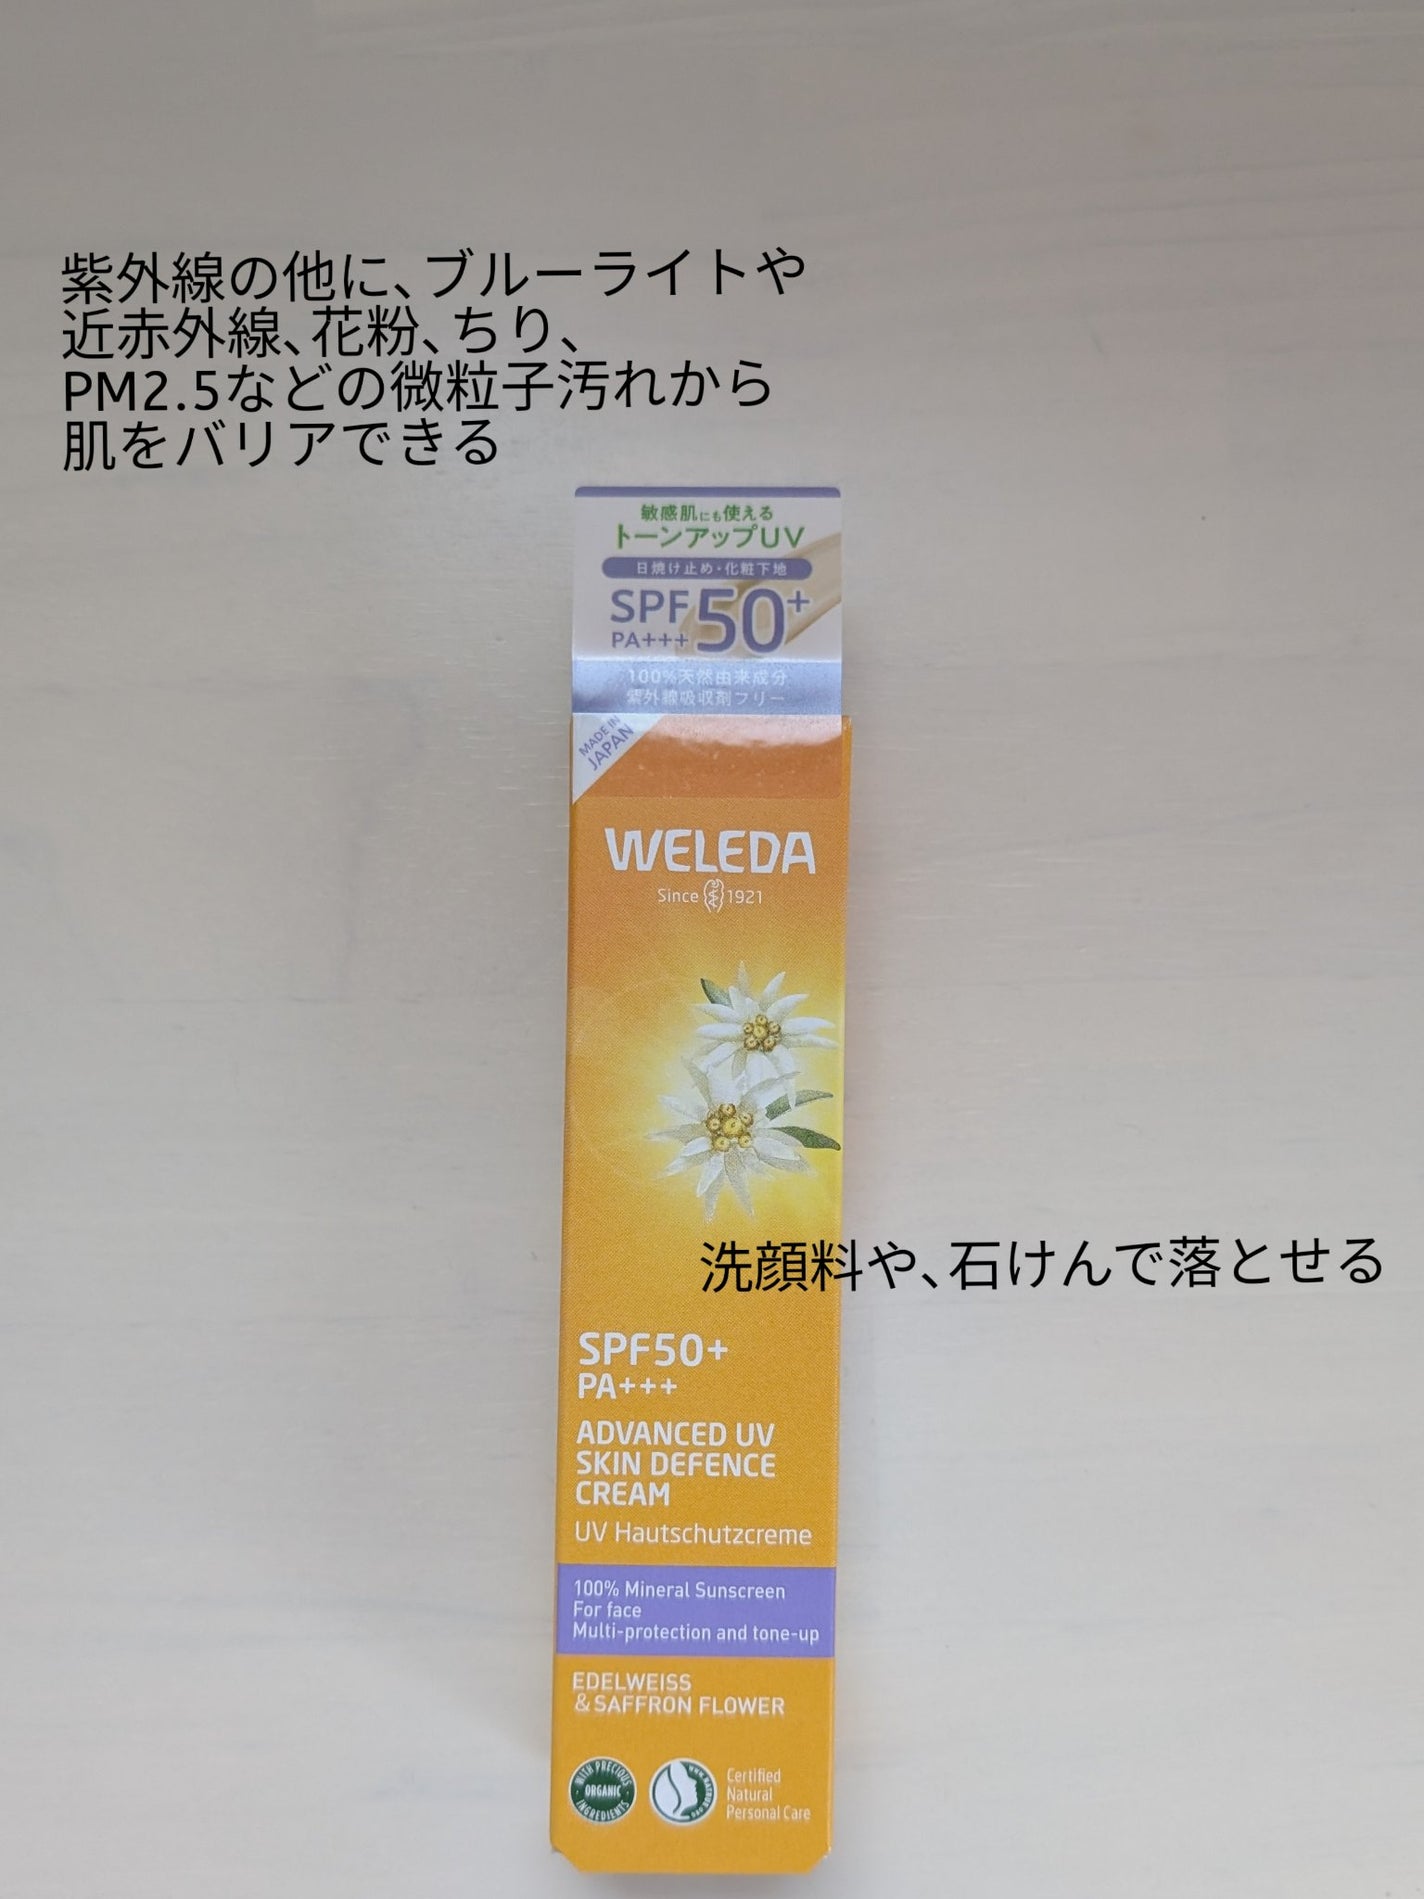 紫外線の他に、ブルーライトや
近赤外線、花粉、ちり、
PM2.5などの微粒子汚れから
肌をバリアできる
敏感肌にも使える
トーンアップUV
日焼け止め・化粧下地
SPF50+
PA+++
100%天然由来成分
紫外線吸収剤フリー
MADE IN
JAPAN
WELEDA
Since 1921
洗顔料や、石けんで落とせる
SPF50+
PA+++
ADVANCED UV
SKIN DEFENCE
CREAM
UV Hautschutzcreme
100% Mineral Sunscreen
For face
Multi-protection and tone-up
EDELWEISS
& SAFFRON FLOWER
WITH PRECIOUS
ORGANIC
INGREDIENTS
Certified
Natural
Personal Care